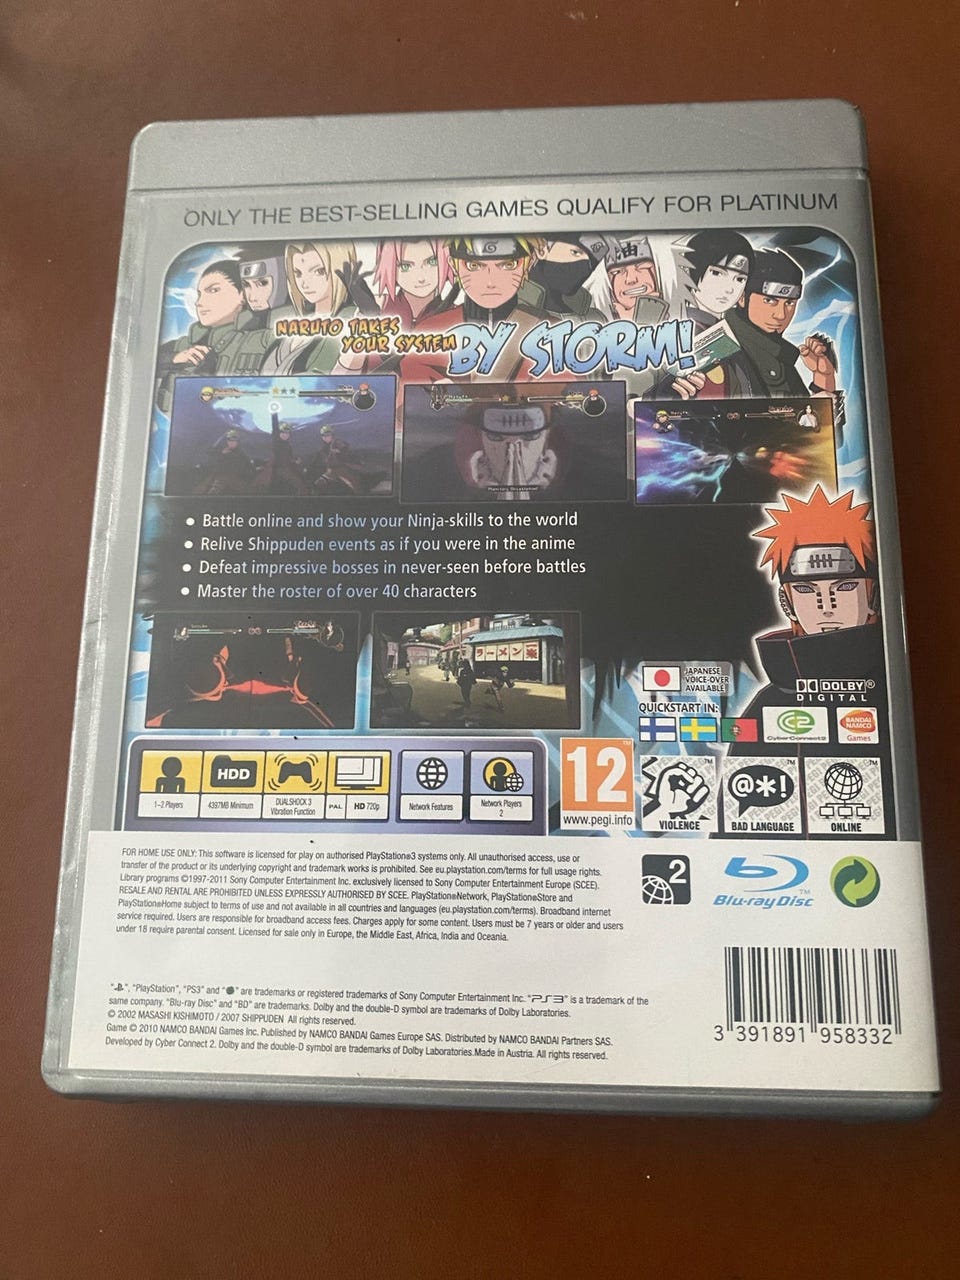 ONLY THE BEST-SELLING GAMES QUALIFY FOR PLATINUM
NARUTO TAKES
YOUR SYSTEM
BY STORM!
• Battle online and show your Ninja-skills to the world
• Relive Shippuden events as if you were in the anime
• Defeat impressive bosses in never-seen before battles
• Master the roster of over 40 characters
ラーメン
JAPANESE
VOICE-OVER
AVAILABLE
DOLBY®
DIGITAL
QUICKSTART IN:
CyberConnect2
BANDAI
NAMCO
Games
1-2 Players
HDD
4397MB Minimum
DUALSHOCK 3
Vibration Function
PAL
HD 720p
Network Features
Network Players
2
12
www.pegi.info
VIOLENCE
@*!
BAD LANGUAGE
ONLINE
FOR HOME USE ONLY: This software is licensed for play on authorised PlayStation®3 systems only. All unauthorised access, use or
transfer of the product or its underlying copyright and trademark works is prohibited. See eu.playstation.com/terms for full usage rights.
Library programs ©1997-2011 Sony Computer Entertainment Inc. exclusively licensed to Sony Computer Entertainment Europe (SCEE).
RESALE AND RENTAL ARE PROHIBITED UNLESS EXPRESSLY AUTHORISED BY SCEE. PlayStation®Network, PlayStation®Store and
PlayStation®Home subject to terms of use and not available in all countries and languages (eu.playstation.com/terms). Broadband internet
service required. Users are responsible for broadband access fees. Charges apply for some content. Users must be 7 years or older and users
under 18 require parental consent. Licensed for sale only in Europe, the Middle East, Africa, India and Oceania.
2
Blu-ray Disc
TM
", "PlayStation", "PS3" and " " are trademarks or registered trademarks of Sony Computer Entertainment Inc. "PS3" is a trademark of the
same company. "Blu-ray Disc" and "BD" are trademarks. Dolby and the double-D symbol are trademarks of Dolby Laboratories.
© 2002 MASASHI KISHIMOTO / 2007 SHIPPUDEN All rights reserved.
Game © 2010 NAMCO BANDAI Games Inc. Published by NAMCO BANDAI Games Europe SAS. Distributed by NAMCO BANDAI Partners SAS.
Developed by Cyber Connect 2. Dolby and the double-D symbol are trademarks of Dolby Laboratories.Made in Austria. All rights reserved.
3 391891 958332